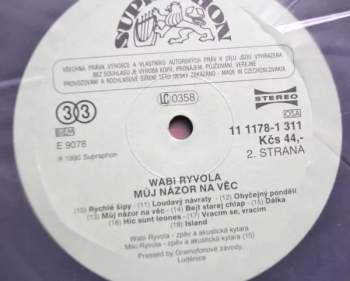 SUPRAPHON
VŠECHNA PRÁVA VÝROBCE A VLASTNÍKŮ AUTORSKÝCH PRÁV K DÍLU JSOU VYHRAZENA.
BEZ SOUHLASU JE VÝROBA KOPIÍ, PRONÁJEM, PŮJČOVÁNÍ, VEŘEJNÉ
PROVOZOVÁNÍ A ROZHLASOVÉ ŠÍŘENÍ TÉTO DESKY ZAKÁZÁNO - MADE IN CZECHOSLOVAKIA
33
LC 0358
STEREO
OSA
E 9078
11 1178-1 311
Kčs 44,-
℗ 1990 Supraphon
2. STRANA
WABI RYVOLA
MŮJ NÁZOR NA VĚC
(10) Rychlé šípy - (11) Loudavý návraty - (12) Obyčejný pondělí
(13) Můj názor na věc - (14) Bejt starej chlap - (15) Dálka
(16) Hic sunt leones - (17) Vracím se, vracím
(18) Island
Wabi Ryvola - zpěv a akustická kytara
Miki Ryvola - zpěv a akustická kytara (15)
Pressed by Gramofonové závody,
Loděnice